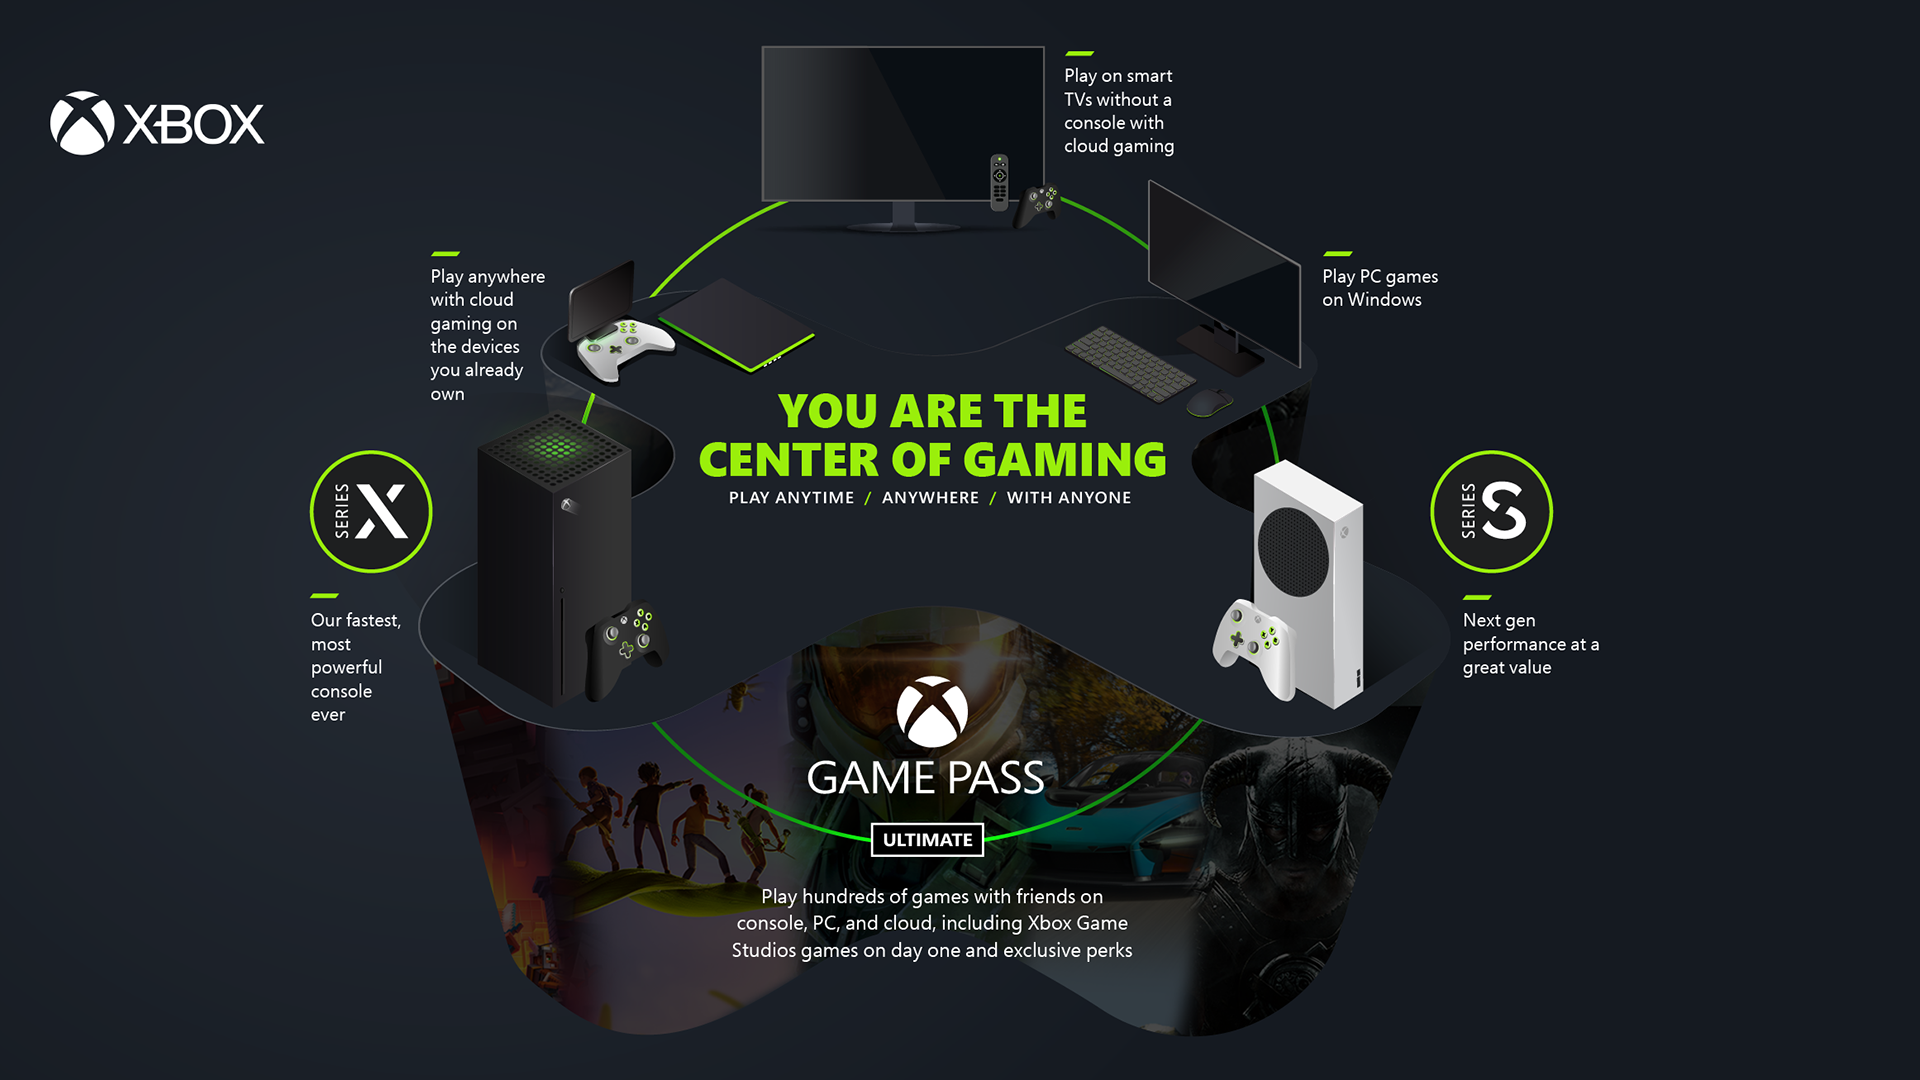 XBOX
Play on smart
TVs without a
console with
cloud gaming
Play anywhere
with cloud
gaming on
the devices
you already
own
Play PC games
on Windows
YOU ARE THE
CENTER OF GAMING
PLAY ANYTIME / ANYWHERE / WITH ANYONE
SERIES X
Our fastest,
most
powerful
console
ever
SERIES S
Next gen
performance at a
great value
GAME PASS
ULTIMATE
Play hundreds of games with friends on
console, PC, and cloud, including Xbox Game
Studios games on day one and exclusive perks